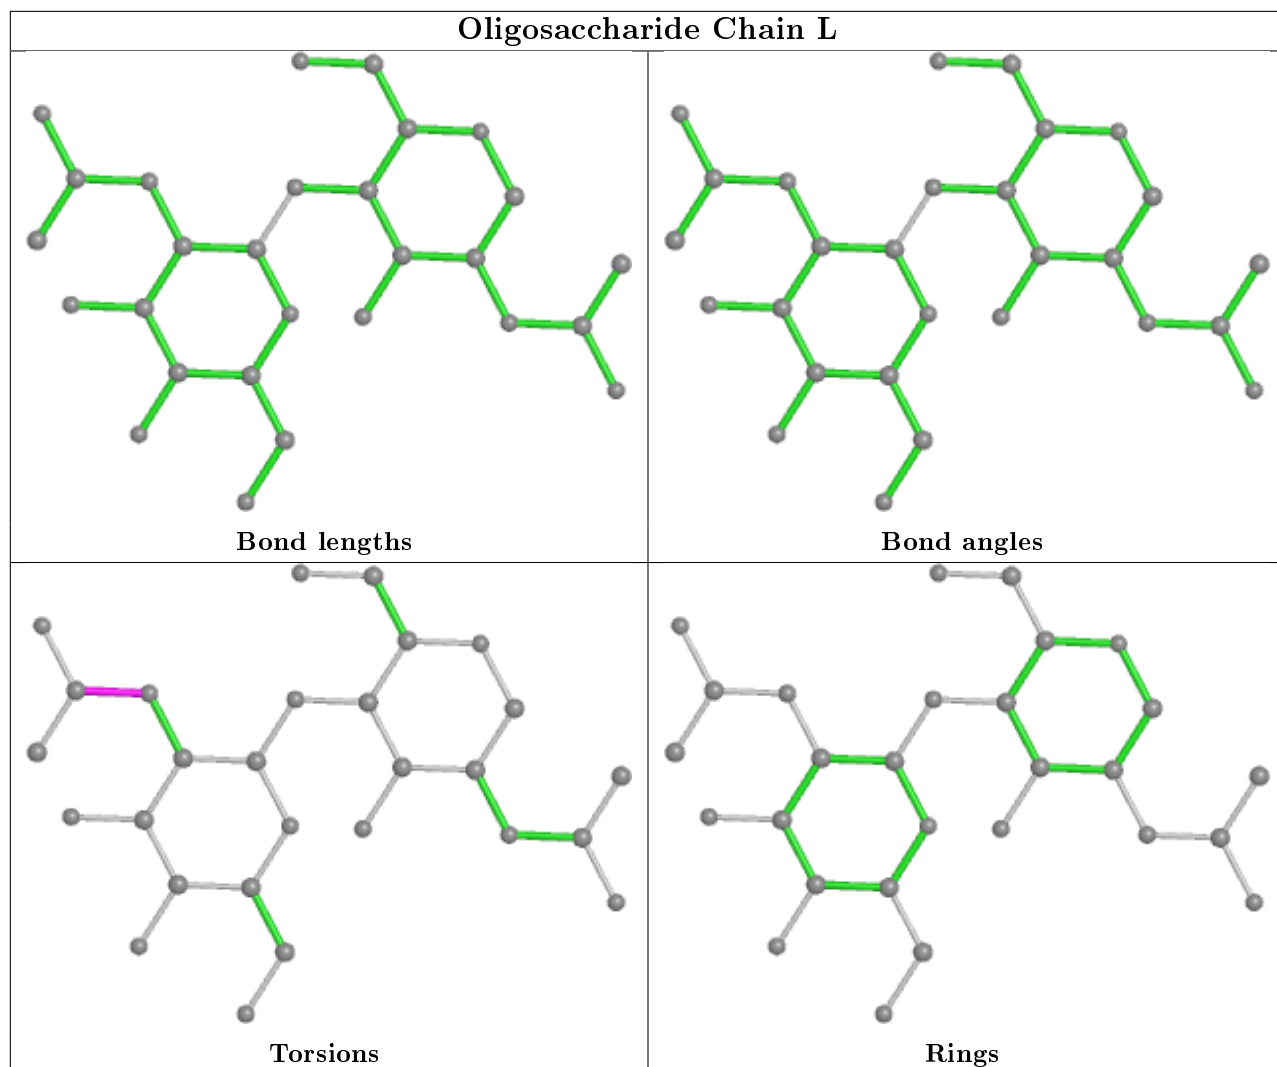 Oligosaccharide Chain L
Bond lengths
Bond angles
Torsions
Rings